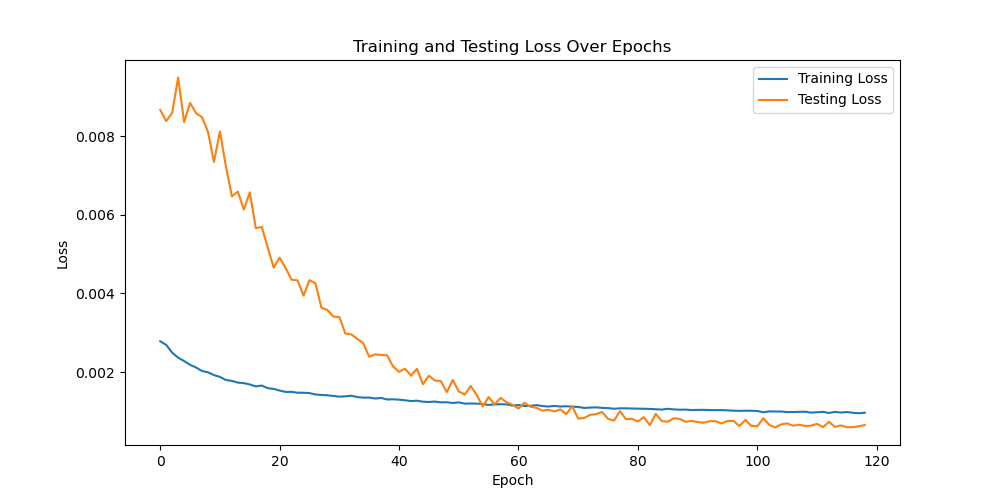 Training and Testing Loss Over Epochs
Training Loss
Testing Loss
0.008
0.006
0.004
0.002
Loss
0 20 40 60 80 100 120
Epoch